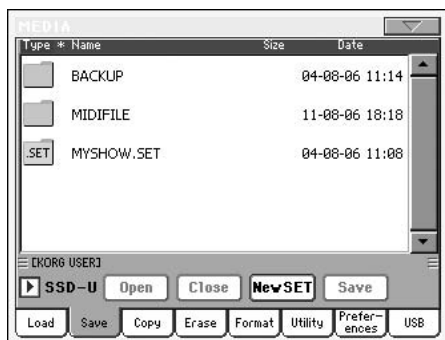 MEDIA
Type * Name Size Date
BACKUP 04-08-06 11:14
MIDIFILE 11-08-06 18:18
.SET MYSHOW.SET 04-08-06 11:08
[KORG USER]
SSD-U Open Close New SET Save
Load Save Copy Erase Format Utility Prefer-
ences USB